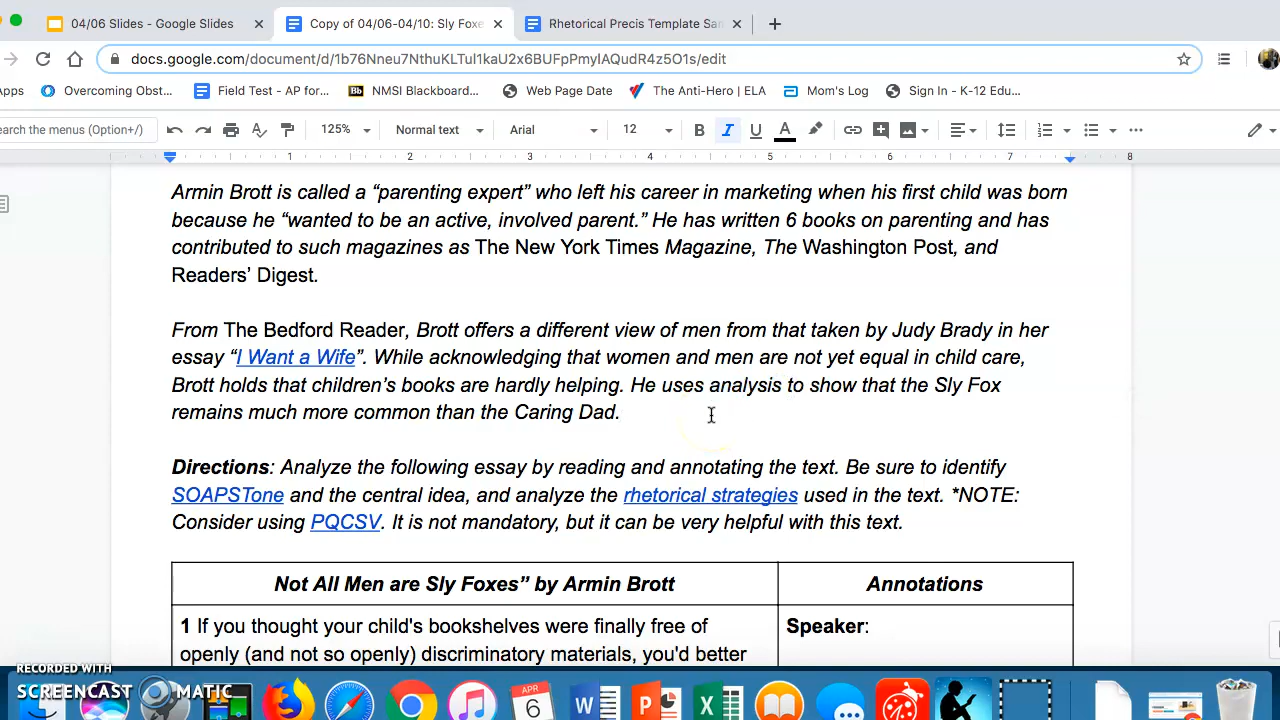 04/06 Slides - Google Slides
Copy of 04/06-04/10: Sly Foxe
Rhetorical Precis Template Sam
docs.google.com/document/d/1b76Nneu7NthuKLTul1kaU2x6BUFpPmylAQudR4z5O1s/edit
Apps Overcoming Obst... Field Test - AP for... Bb NMSI Blackboard... Web Page Date The Anti-Hero | ELA Mom's Log Sign In - K-12 Edu...
earch the menus (Option+/) 125% Normal text Arial 12 B I U A
1 2 3 4 5 6 7 8
Armin Brott is called a “parenting expert” who left his career in marketing when his first child was born
because he “wanted to be an active, involved parent.” He has written 6 books on parenting and has
contributed to such magazines as The New York Times Magazine, The Washington Post, and
Readers’ Digest.
From The Bedford Reader, Brott offers a different view of men from that taken by Judy Brady in her
essay “I Want a Wife”. While acknowledging that women and men are not yet equal in child care,
Brott holds that children’s books are hardly helping. He uses analysis to show that the Sly Fox
remains much more common than the Caring Dad.
Directions: Analyze the following essay by reading and annotating the text. Be sure to identify
SOAPSTone and the central idea, and analyze the rhetorical strategies used in the text. *NOTE:
Consider using PQCSV. It is not mandatory, but it can be very helpful with this text.
Not All Men are Sly Foxes” by Armin Brott
Annotations
1 If you thought your child's bookshelves were finally free of
openly (and not so openly) discriminatory materials, you'd better
Speaker:
RECORDED WITH
SCREENCAST MATIC
APR
6
W
P
X